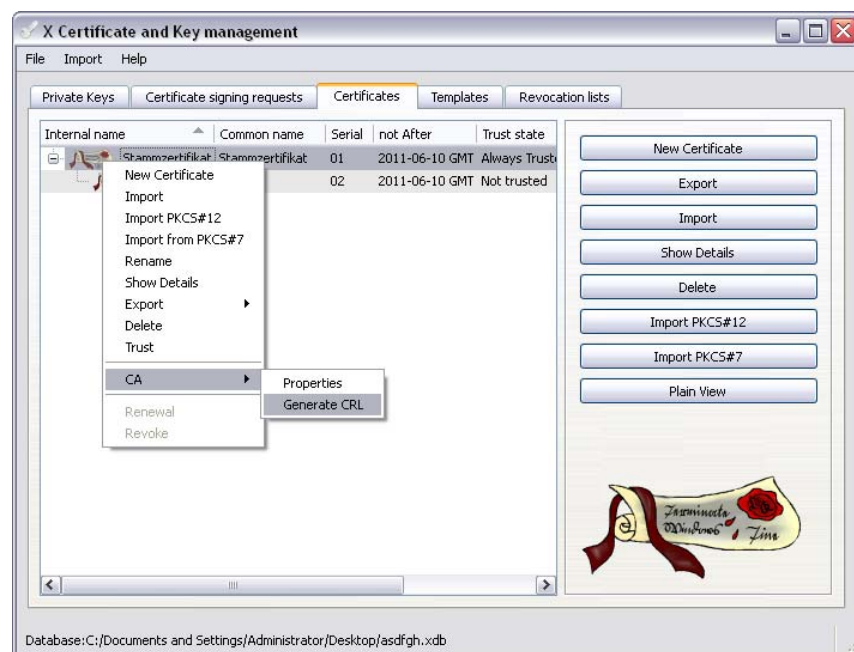 X Certificate and Key management
File Import Help
Private Keys Certificate signing requests Certificates Templates Revocation lists
Internal name Common name Serial not After Trust state
Stammzertifikat Stammzertifikat 01 2011-06-10 GMT Always Trust
02 2011-06-10 GMT Not trusted
New Certificate
Import
Import PKCS#12
Import from PKCS#7
Rename
Show Details
Export
Delete
Trust
CA
Renewal
Revoke
Properties
Generate CRL
New Certificate
Export
Import
Show Details
Delete
Import PKCS#12
Import PKCS#7
Plain View
Database:C:/Documents and Settings/Administrator/Desktop/asdfgh.xdb